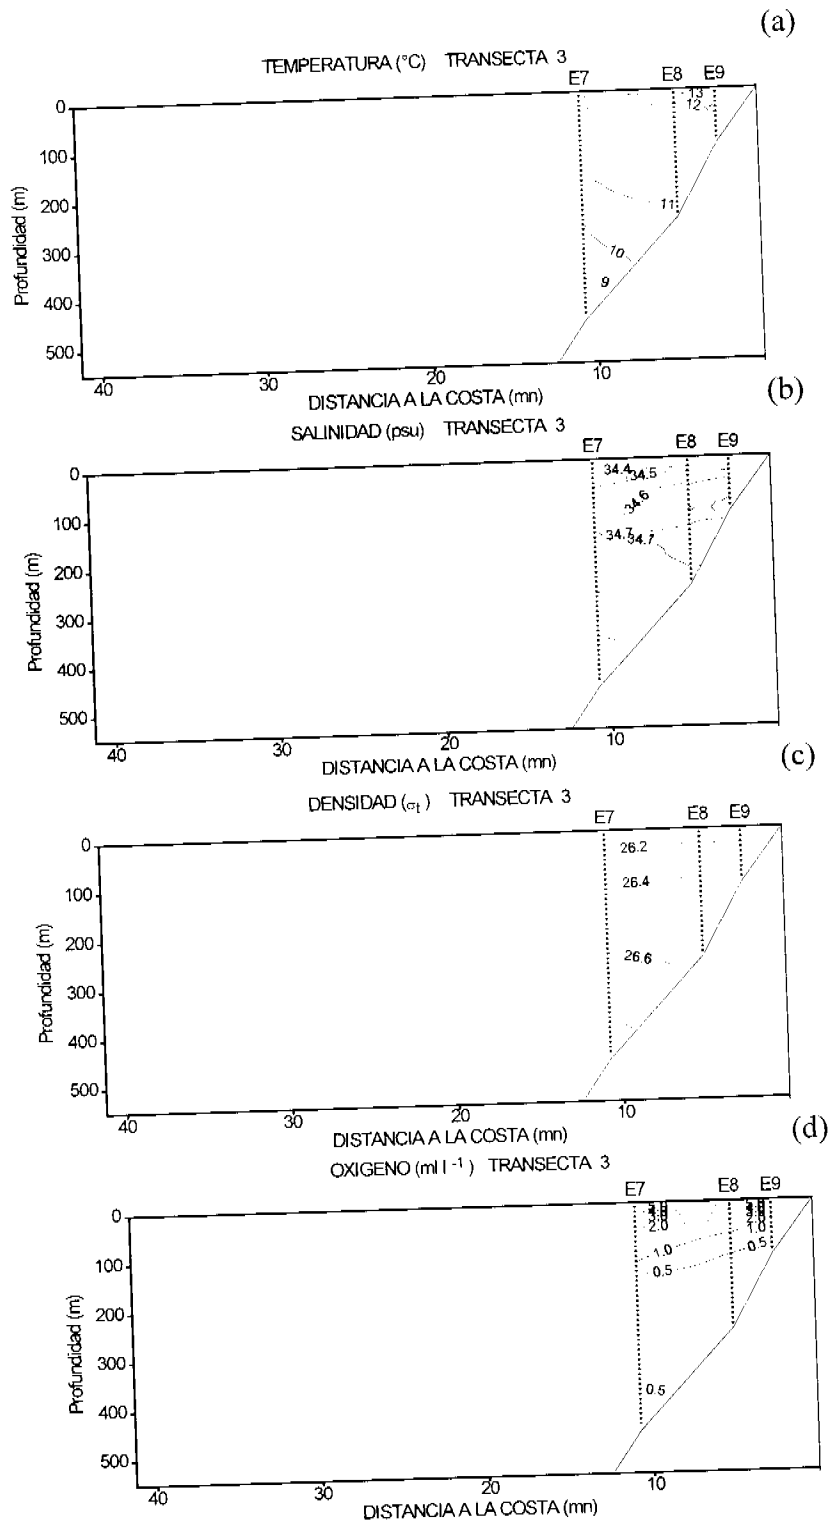 (a)
TEMPERATURA (°C) TRANSECTA 3
E7 E8 E9
0
100
200
300
400
500
13
12
11
10
9
Profundidad (m)
40 30 20 10
DISTANCIA A LA COSTA (mn)
(b)
SALINIDAD (psu) TRANSECTA 3
E7 E8 E9
0
100
200
300
400
500
34.4 34.5
34.6
34.7 34.7
Profundidad (m)
40 30 20 10
DISTANCIA A LA COSTA (mn)
(c)
DENSIDAD (σt) TRANSECTA 3
E7 E8 E9
0
100
200
300
400
500
26.2
26.4
26.6
Profundidad (m)
40 30 20 10
DISTANCIA A LA COSTA (mn)
(d)
OXIGENO (ml l -1) TRANSECTA 3
E7 E8 E9
0
100
200
300
400
500
2.0 2.0
1.0 1.0
0.5 0.5
0.5
Profundidad (m)
40 30 20 10
DISTANCIA A LA COSTA (mn)